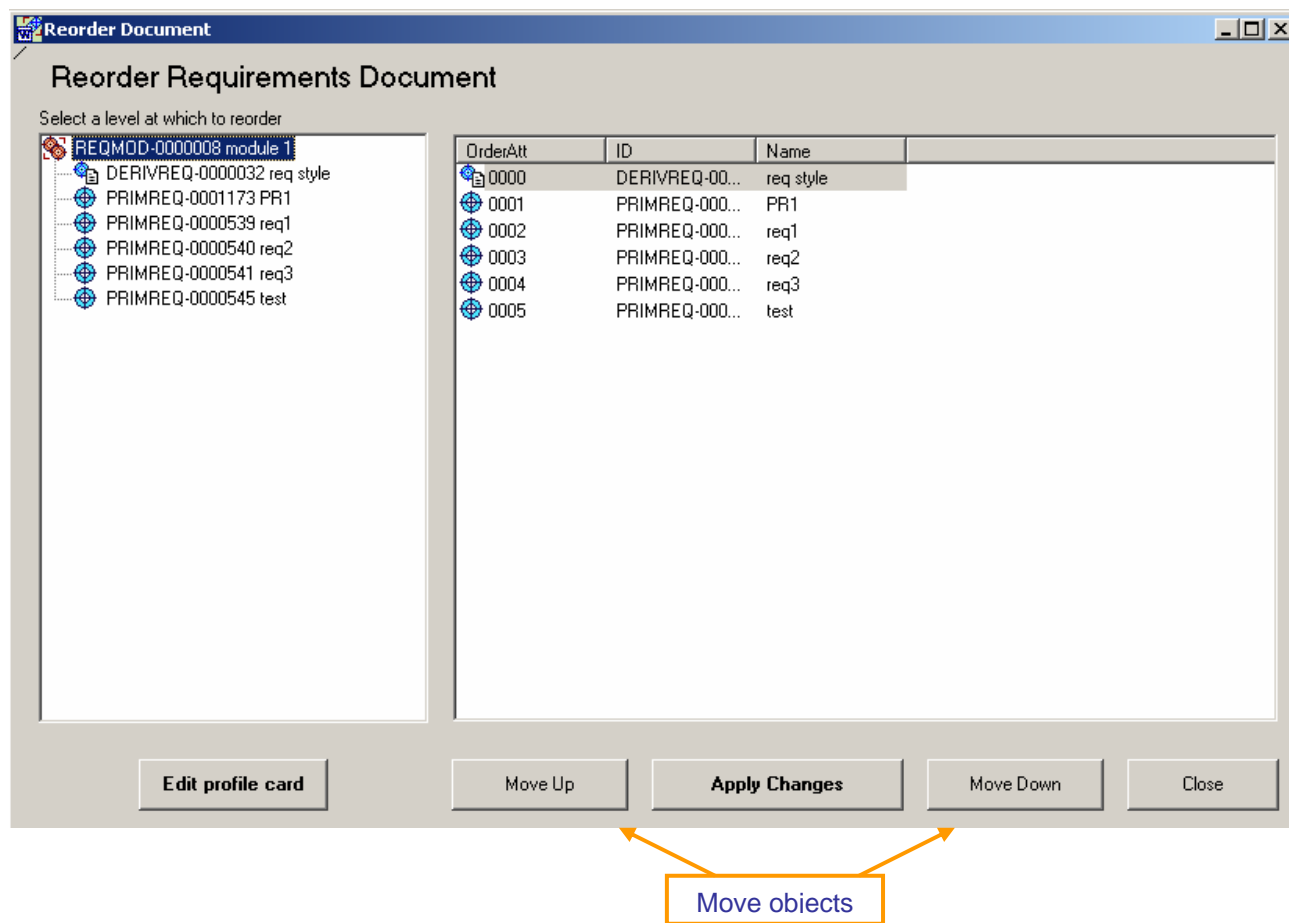 Reorder Document
Reorder Requirements Document
Select a level at which to reorder
REQMOD-0000008 module 1
DERIVREQ-0000032 req style
PRIMREQ-0001173 PR1
PRIMREQ-0000539 req1
PRIMREQ-0000540 req2
PRIMREQ-0000541 req3
PRIMREQ-0000545 test
OrderAtt ID Name
0000 DERIVREQ-00... req style
0001 PRIMREQ-000... PR1
0002 PRIMREQ-000... req1
0003 PRIMREQ-000... req2
0004 PRIMREQ-000... req3
0005 PRIMREQ-000... test
Edit profile card Move Up Apply Changes Move Down Close
Move objects